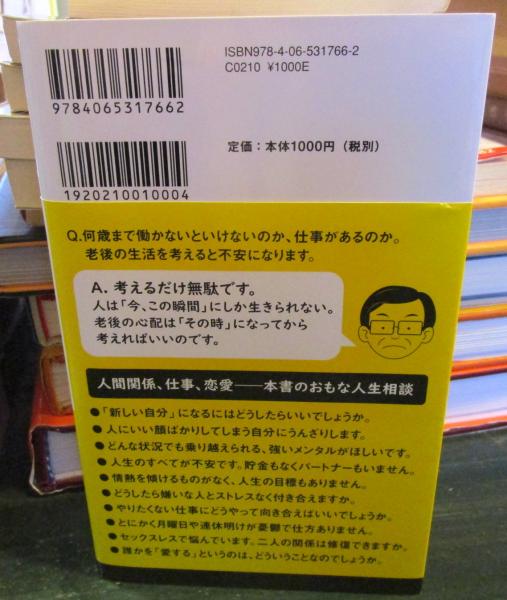 ISBN978-4-06-531766-2
C0210 ¥1000E
9784065317662
定価：本体1000円（税別）
1920210010004
Q.何歳まで働かないといけないのか、仕事があるのか。
老後の生活を考えると不安になります。
A. 考えるだけ無駄です。
人は「今、この瞬間」にしか生きられない。
老後の心配は「その時」になってから
考えればいいのです。
人間関係、仕事、恋愛――本書のおもな人生相談
●「新しい自分」になるにはどうしたらいいでしょうか。
●人にいい顔ばかりしてしまう自分にうんざりします。
●どんな状況でも乗り越えられる、強いメンタルがほしいです。
●人生のすべてが不安です。貯金もなくパートナーもいません。
●情熱を傾けるものがなく、人生の目標もありません。
●どうしたら嫌いな人とストレスなく付き合えますか。
●やりたくない仕事にどうやって向き合えばいいでしょうか。
●とにかく月曜日や連休明けが憂鬱で仕方ありません。
●セックスレスで悩んでいます。二人の関係は修復できますか。
●誰かを「愛する」というのは、どういうことなのでしょうか。